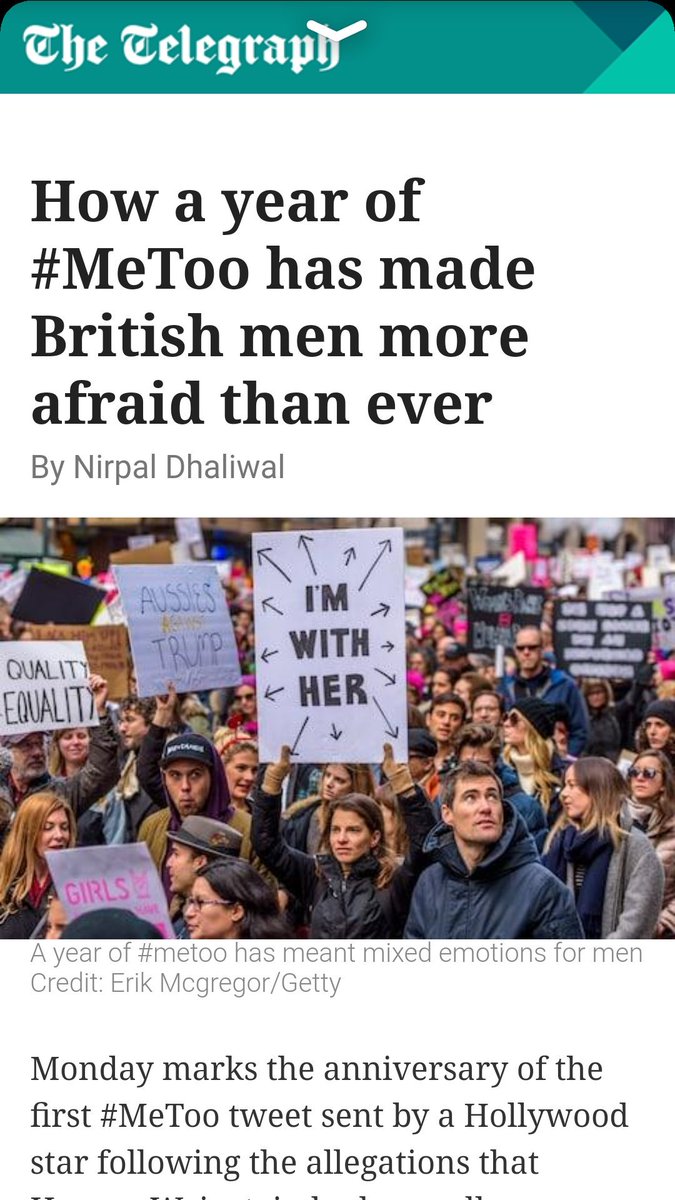 The Telegraph
How a year of
#MeToo has made
British men more
afraid than ever
By Nirpal Dhaliwal
QUALITY
EQUALITY
AUSSIES
AGAINST
TRUMP
I'M
WITH
HER
GIRLS
A year of #metoo has meant mixed emotions for men
Credit: Erik Mcgregor/Getty
Monday marks the anniversary of the
first #MeToo tweet sent by a Hollywood
star following the allegations that